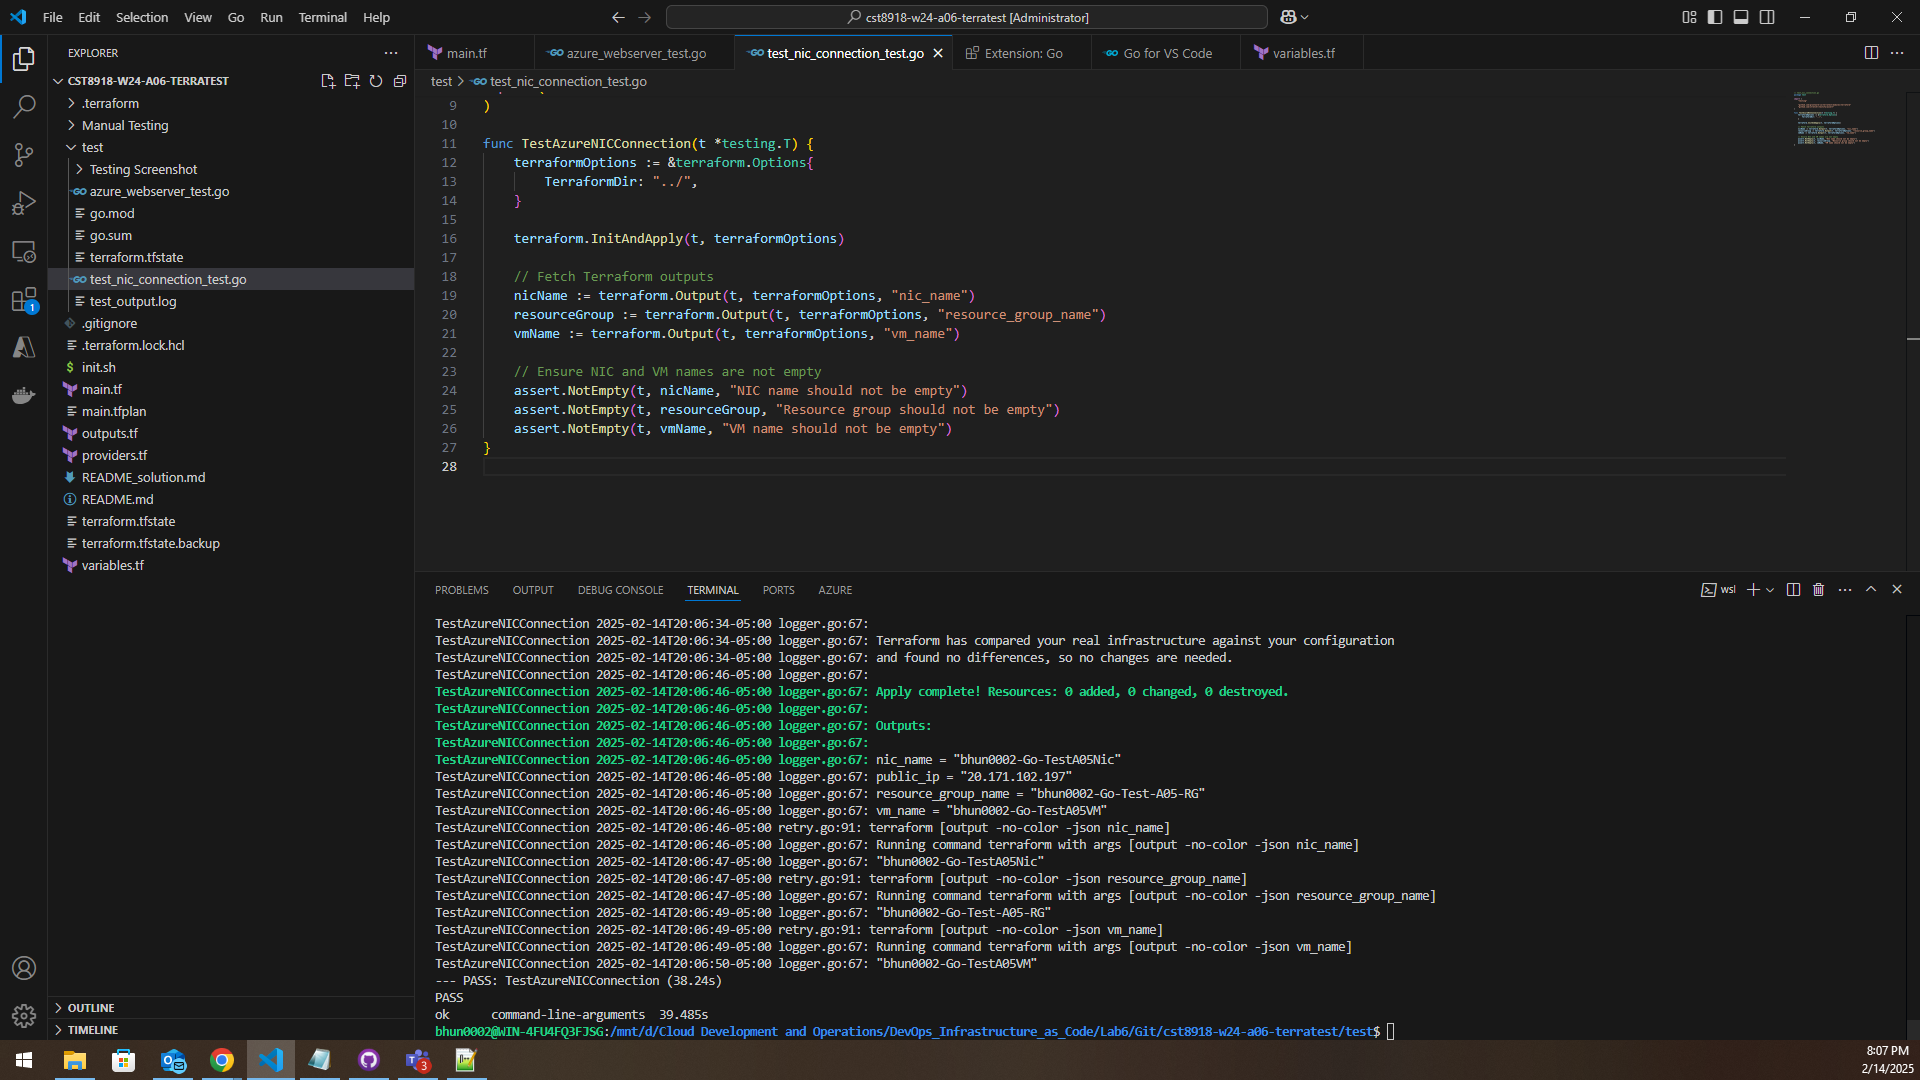 File Edit Selection View Go Run Terminal Help
cst8918-w24-a06-terratest [Administrator]
EXPLORER
main.tf
azure_webserver_test.go
test_nic_connection_test.go
Extension: Go
Go for VS Code
variables.tf
CST8918-W24-A06-TERRATEST
.terraform
Manual Testing
test
Testing Screenshot
azure_webserver_test.go
go.mod
go.sum
terraform.tfstate
test_nic_connection_test.go
test_output.log
.gitignore
.terraform.lock.hcl
init.sh
main.tf
main.tfplan
outputs.tf
providers.tf
README_solution.md
README.md
terraform.tfstate
terraform.tfstate.backup
variables.tf
OUTLINE
TIMELINE
1
test > test_nic_connection_test.go
9 )
10
11 func TestAzureNICConnection(t *testing.T) {
12 terraformOptions := &terraform.Options{
13 TerraformDir: "../",
14 }
15
16 terraform.InitAndApply(t, terraformOptions)
17
18 // Fetch Terraform outputs
19 nicName := terraform.Output(t, terraformOptions, "nic_name")
20 resourceGroup := terraform.Output(t, terraformOptions, "resource_group_name")
21 vmName := terraform.Output(t, terraformOptions, "vm_name")
22
23 // Ensure NIC and VM names are not empty
24 assert.NotEmpty(t, nicName, "NIC name should not be empty")
25 assert.NotEmpty(t, resourceGroup, "Resource group should not be empty")
26 assert.NotEmpty(t, vmName, "VM name should not be empty")
27 }
28
PROBLEMS OUTPUT DEBUG CONSOLE TERMINAL PORTS AZURE
wsl
TestAzureNICConnection 2025-02-14T20:06:34-05:00 logger.go:67:
TestAzureNICConnection 2025-02-14T20:06:34-05:00 logger.go:67: Terraform has compared your real infrastructure against your configuration
TestAzureNICConnection 2025-02-14T20:06:34-05:00 logger.go:67: and found no differences, so no changes are needed.
TestAzureNICConnection 2025-02-14T20:06:46-05:00 logger.go:67:
TestAzureNICConnection 2025-02-14T20:06:46-05:00 logger.go:67: Apply complete! Resources: 0 added, 0 changed, 0 destroyed.
TestAzureNICConnection 2025-02-14T20:06:46-05:00 logger.go:67:
TestAzureNICConnection 2025-02-14T20:06:46-05:00 logger.go:67: Outputs:
TestAzureNICConnection 2025-02-14T20:06:46-05:00 logger.go:67:
TestAzureNICConnection 2025-02-14T20:06:46-05:00 logger.go:67: nic_name = "bhun0002-Go-TestA05Nic"
TestAzureNICConnection 2025-02-14T20:06:46-05:00 logger.go:67: public_ip = "20.171.102.197"
TestAzureNICConnection 2025-02-14T20:06:46-05:00 logger.go:67: resource_group_name = "bhun0002-Go-Test-A05-RG"
TestAzureNICConnection 2025-02-14T20:06:46-05:00 logger.go:67: vm_name = "bhun0002-Go-TestA05VM"
TestAzureNICConnection 2025-02-14T20:06:46-05:00 retry.go:91: terraform [output -no-color -json nic_name]
TestAzureNICConnection 2025-02-14T20:06:46-05:00 logger.go:67: Running command terraform with args [output -no-color -json nic_name]
TestAzureNICConnection 2025-02-14T20:06:47-05:00 logger.go:67: "bhun0002-Go-TestA05Nic"
TestAzureNICConnection 2025-02-14T20:06:47-05:00 retry.go:91: terraform [output -no-color -json resource_group_name]
TestAzureNICConnection 2025-02-14T20:06:47-05:00 logger.go:67: Running command terraform with args [output -no-color -json resource_group_name]
TestAzureNICConnection 2025-02-14T20:06:49-05:00 logger.go:67: "bhun0002-Go-Test-A05-RG"
TestAzureNICConnection 2025-02-14T20:06:49-05:00 retry.go:91: terraform [output -no-color -json vm_name]
TestAzureNICConnection 2025-02-14T20:06:49-05:00 logger.go:67: Running command terraform with args [output -no-color -json vm_name]
TestAzureNICConnection 2025-02-14T20:06:50-05:00 logger.go:67: "bhun0002-Go-TestA05VM"
--- PASS: TestAzureNICConnection (38.24s)
PASS
ok command-line-arguments 39.485s
bhun0002@WIN-4FU4FQ3FJSG:/mnt/d/Cloud Development and Operations/DevOps_Infrastructure_as_Code/Lab6/Git/cst8918-w24-a06-terratest/test$
3
8:07 PM
2/14/2025